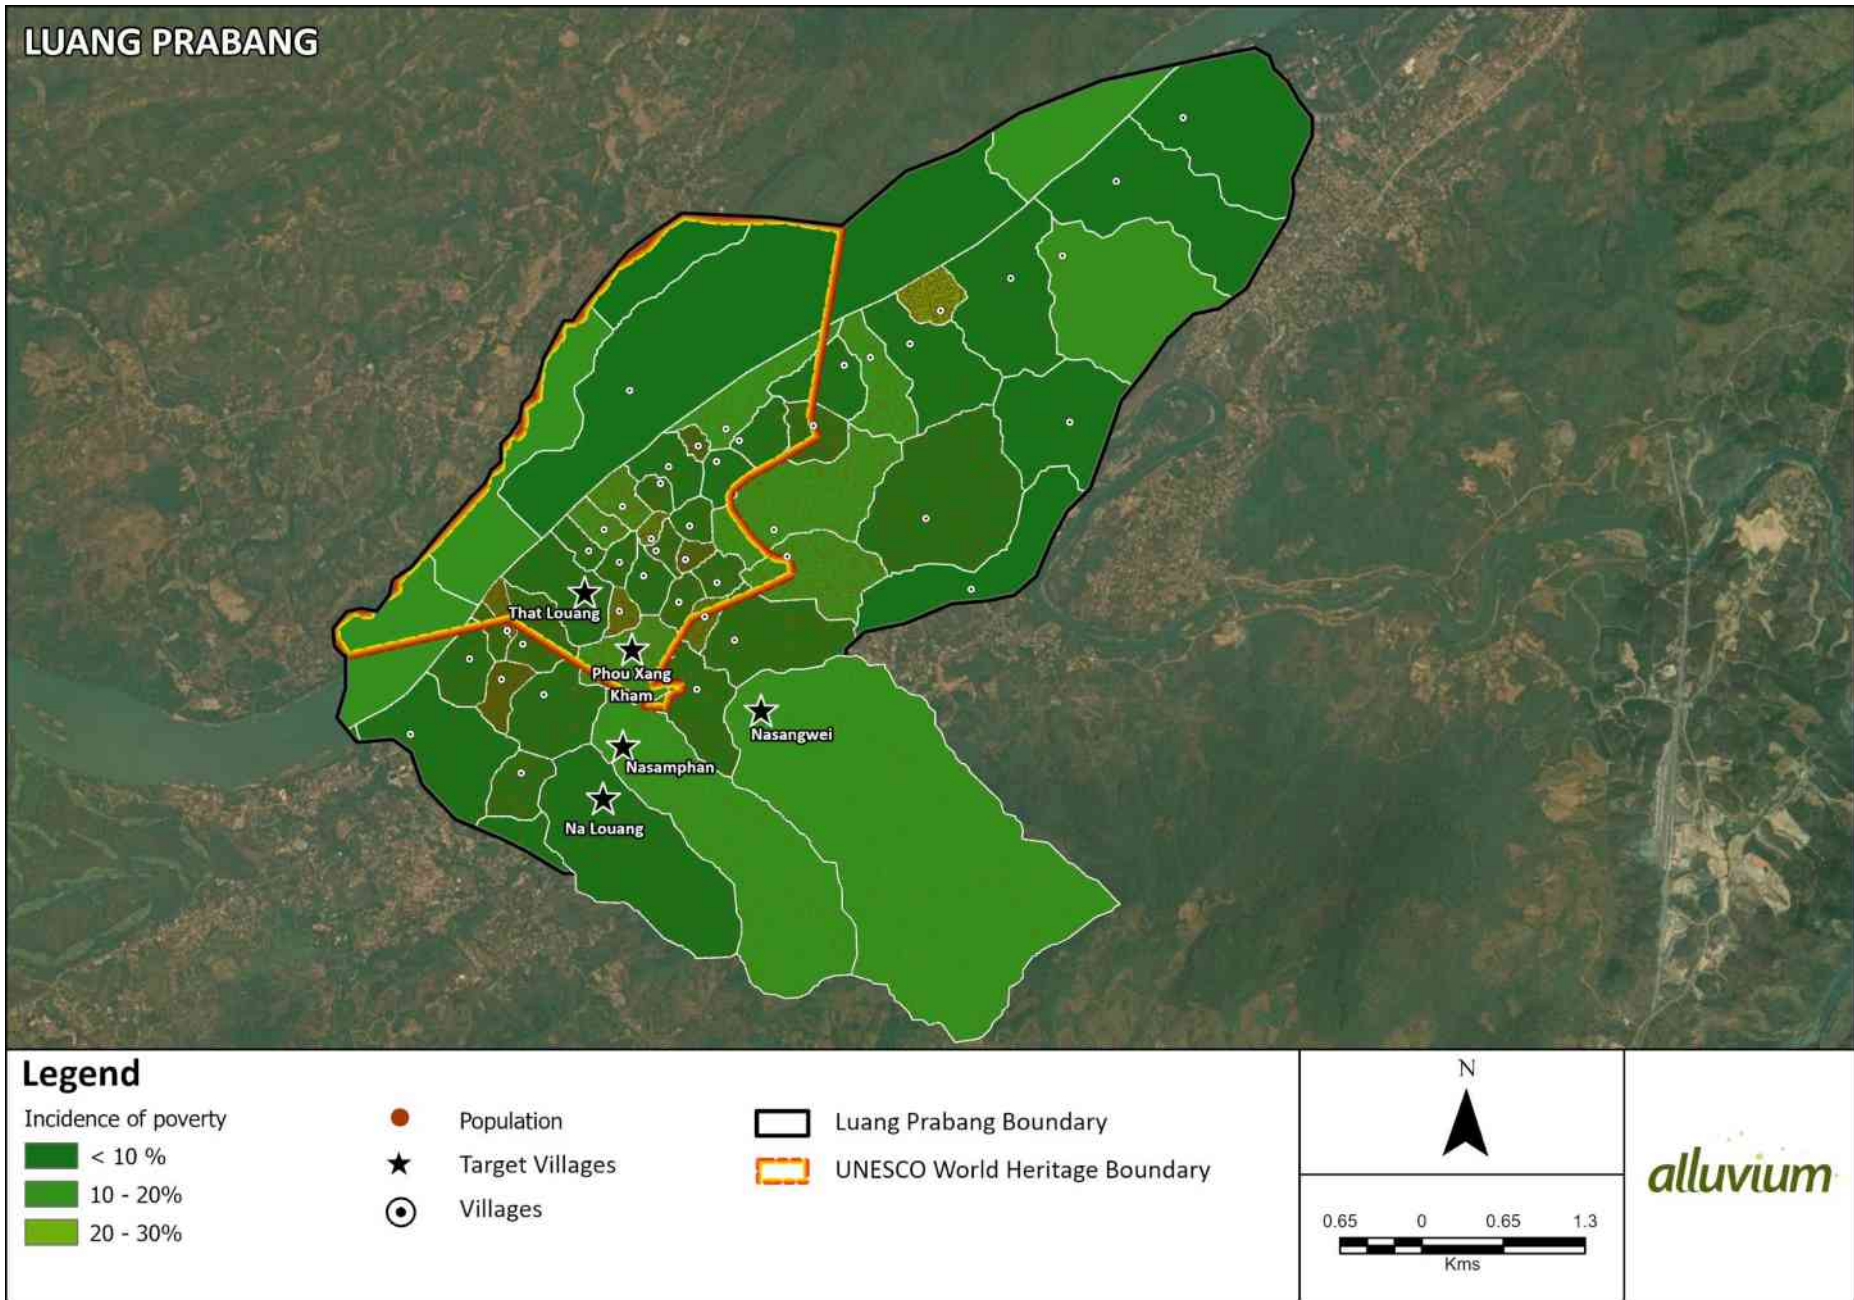 LUANG PRABANG
That Louang
Phou Xang
Kham
Nasangwei
Nasamphan
Na Louang
Legend
Incidence of poverty
< 10 %
10 - 20%
20 - 30%
Population
Target Villages
Villages
Luang Prabang Boundary
UNESCO World Heritage Boundary
N
0.65 0 0.65 1.3
Kms
alluvium